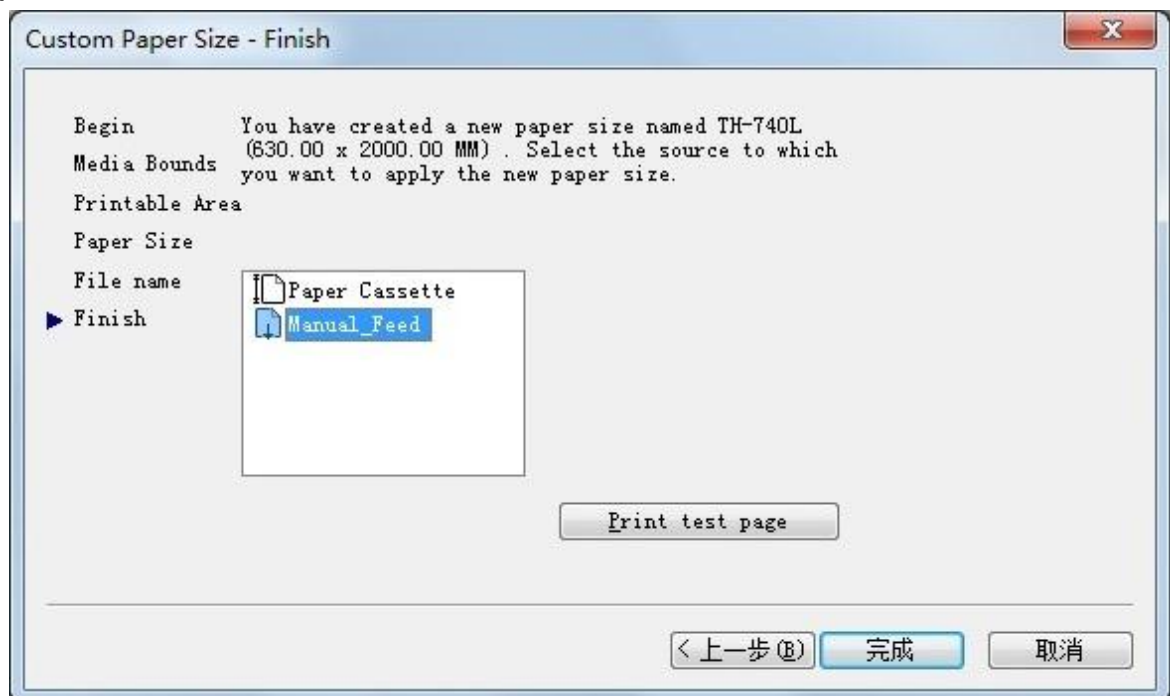 Custom Paper Size - Finish
Begin
Media Bounds
Printable Area
Paper Size
File name
Finish
You have created a new paper size named TH-740L
(630.00 x 2000.00 MM) . Select the source to which
you want to apply the new paper size.
Paper Cassette
Manual_Feed
Print test page
< 上一步(B)
完成
取消